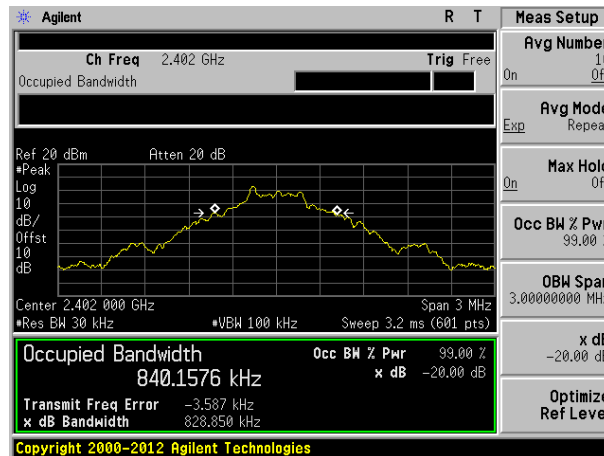 Agilent R T
Meas Setup
Ch Freq 2.402 GHz Trig Free
Occupied Bandwidth
Avg Number
On
Avg Mode
Exp
Max Hold
On
Occ BW % Pwr
99.00
OBW Span
3.00000000
x dB
-20.00 dB
Optimize
Ref Level
Ref 20 dBm Atten 20 dB
#Peak
Log
10
dB/
Offst
10
dB
Center 2.402 000 GHz Span 3 MHz
#Res BW 30 kHz #VBW 100 kHz Sweep 3.2 ms (601 pts)
Occupied Bandwidth Occ BW % Pwr 99.00 %
840.1576 kHz x dB -20.00 dB
Transmit Freq Error -3.587 kHz
x dB Bandwidth 828.850 kHz
Copyright 2000-2012 Agilent Technologies